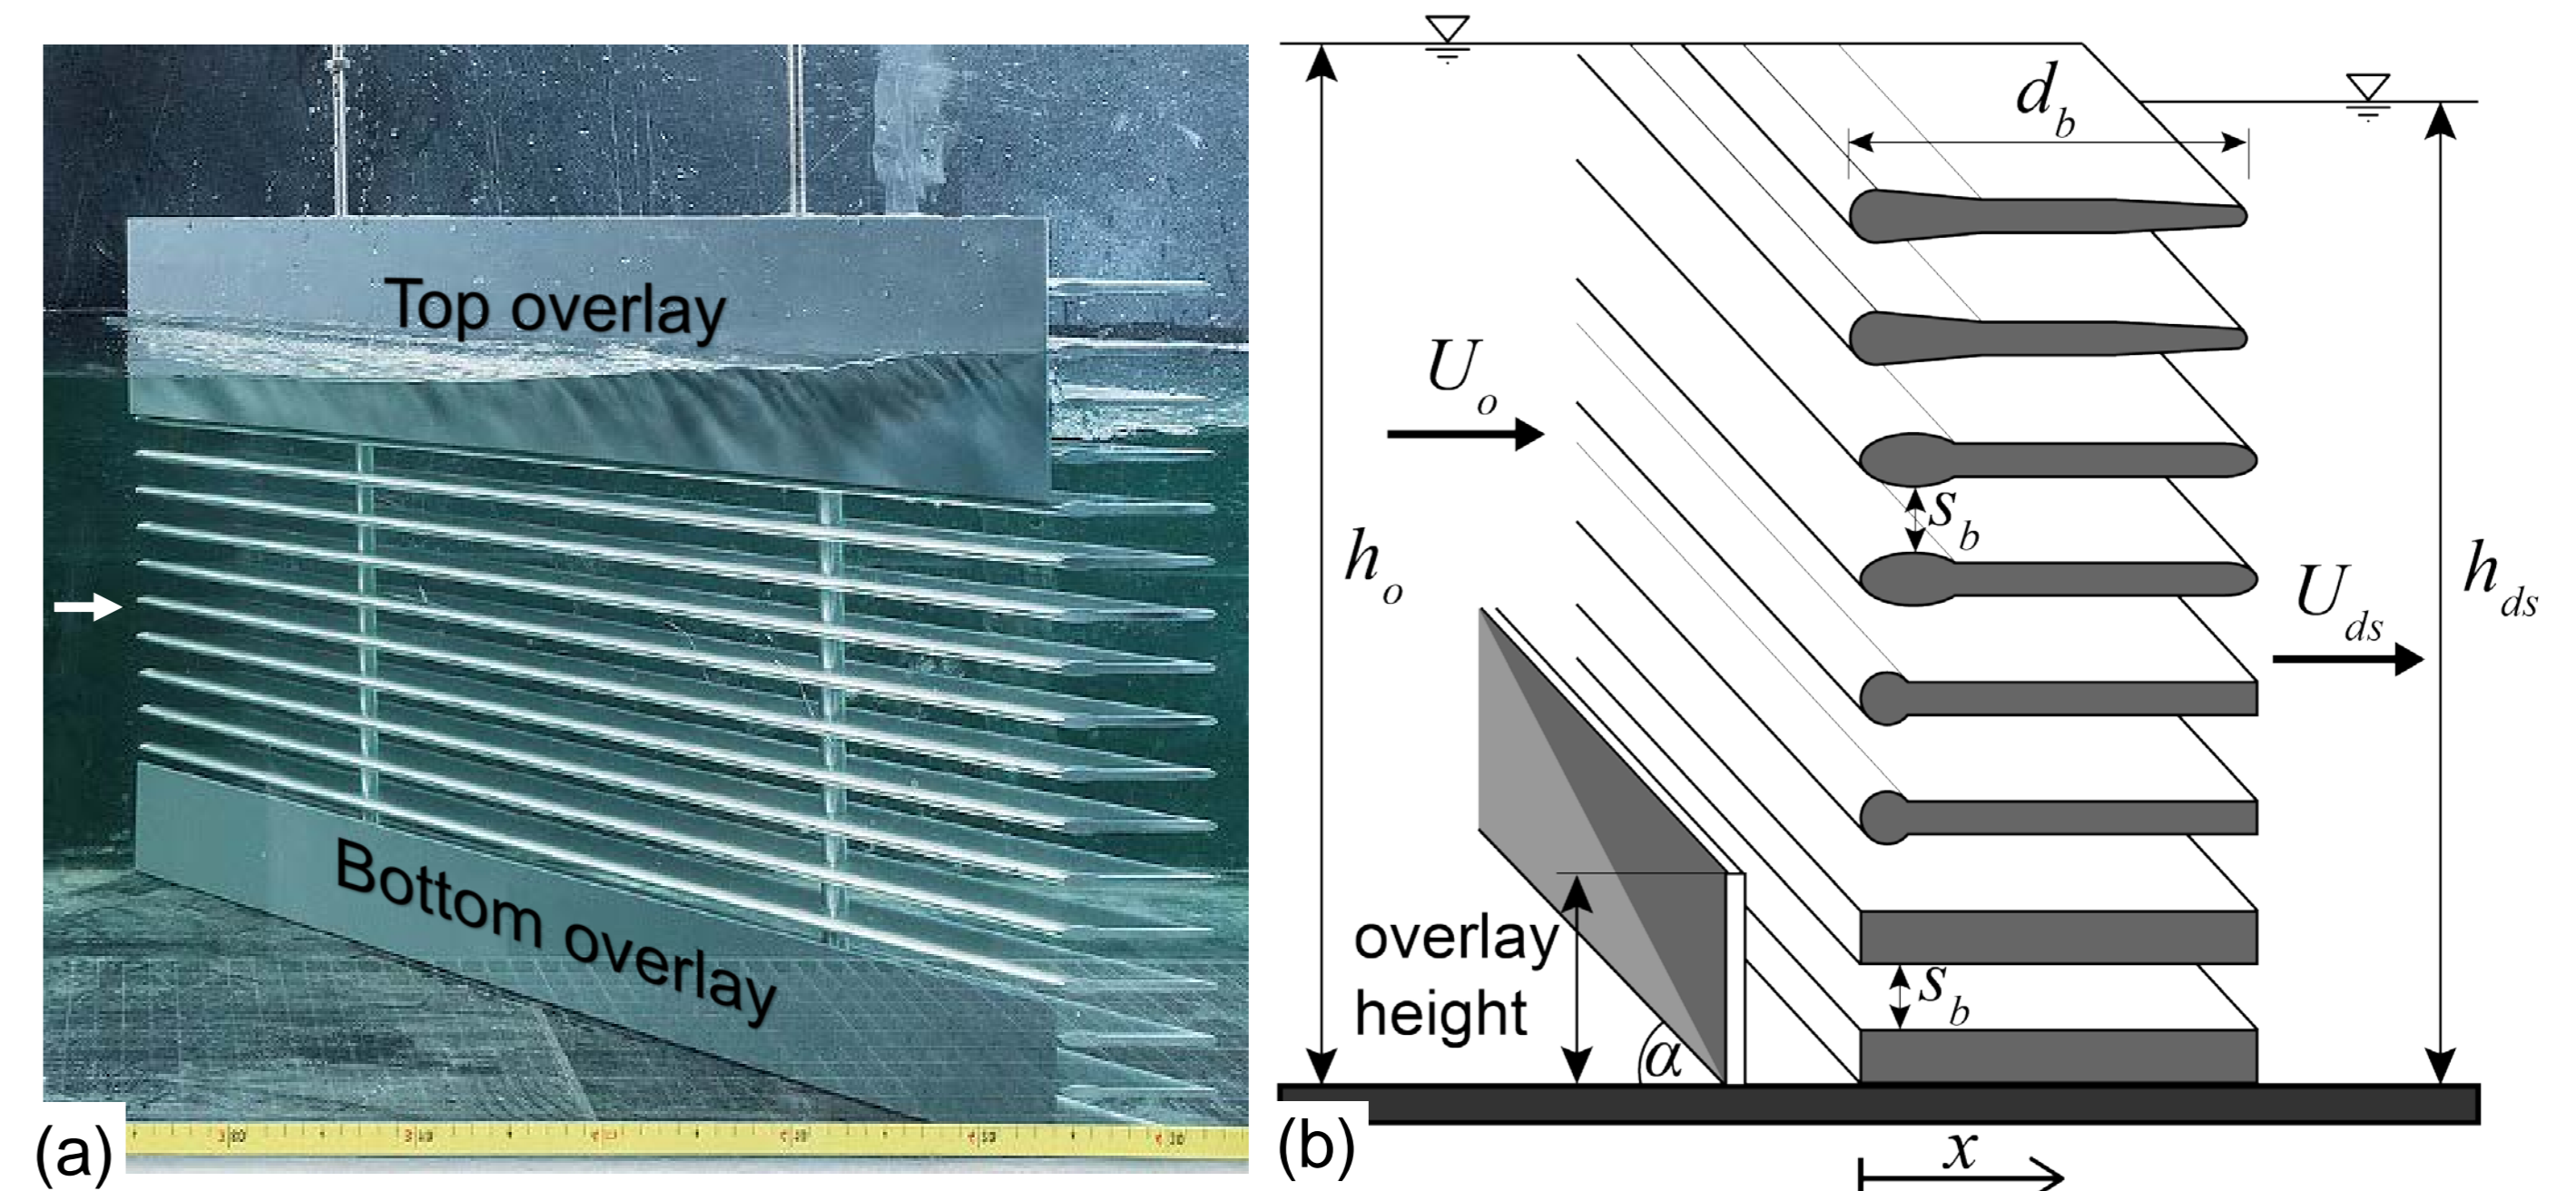 Top overlay
Bottom overlay
(a)
d_b
U_o
s_b
h_o
h_ds
U_ds
overlay
height
s_b
α
(b)
x